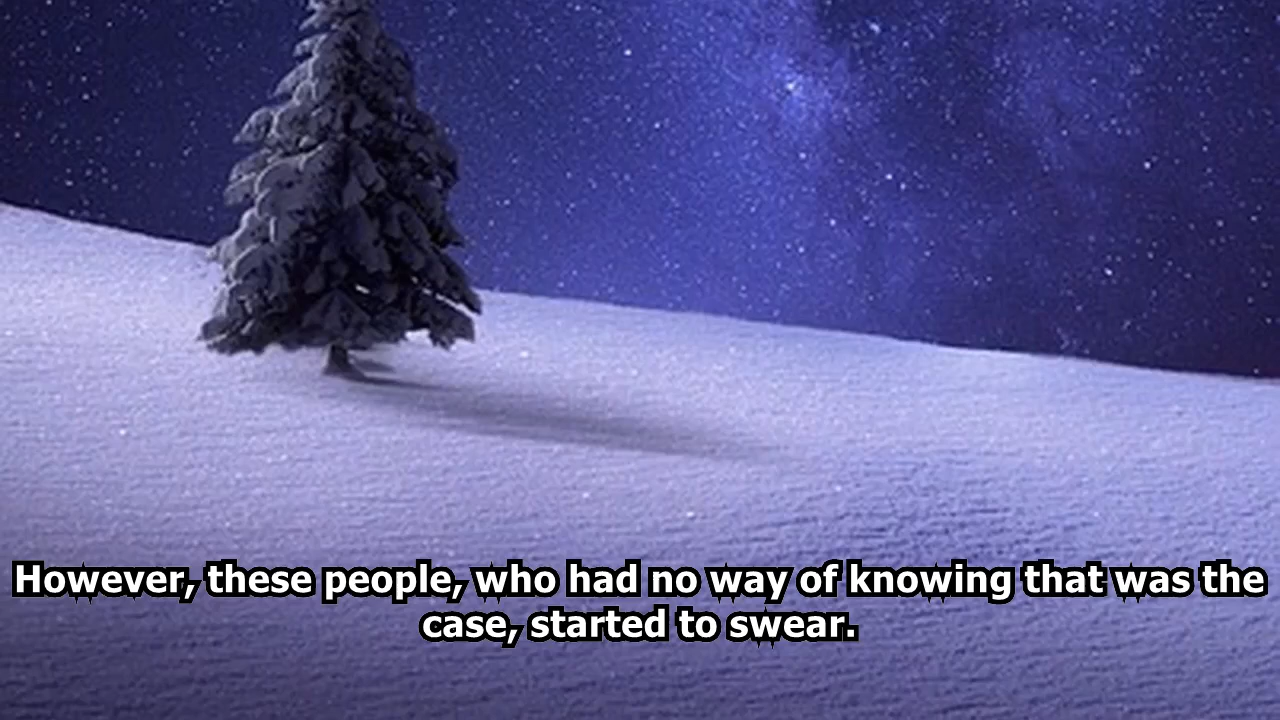 However, these people, who had no way of knowing that was the
case, started to swear.